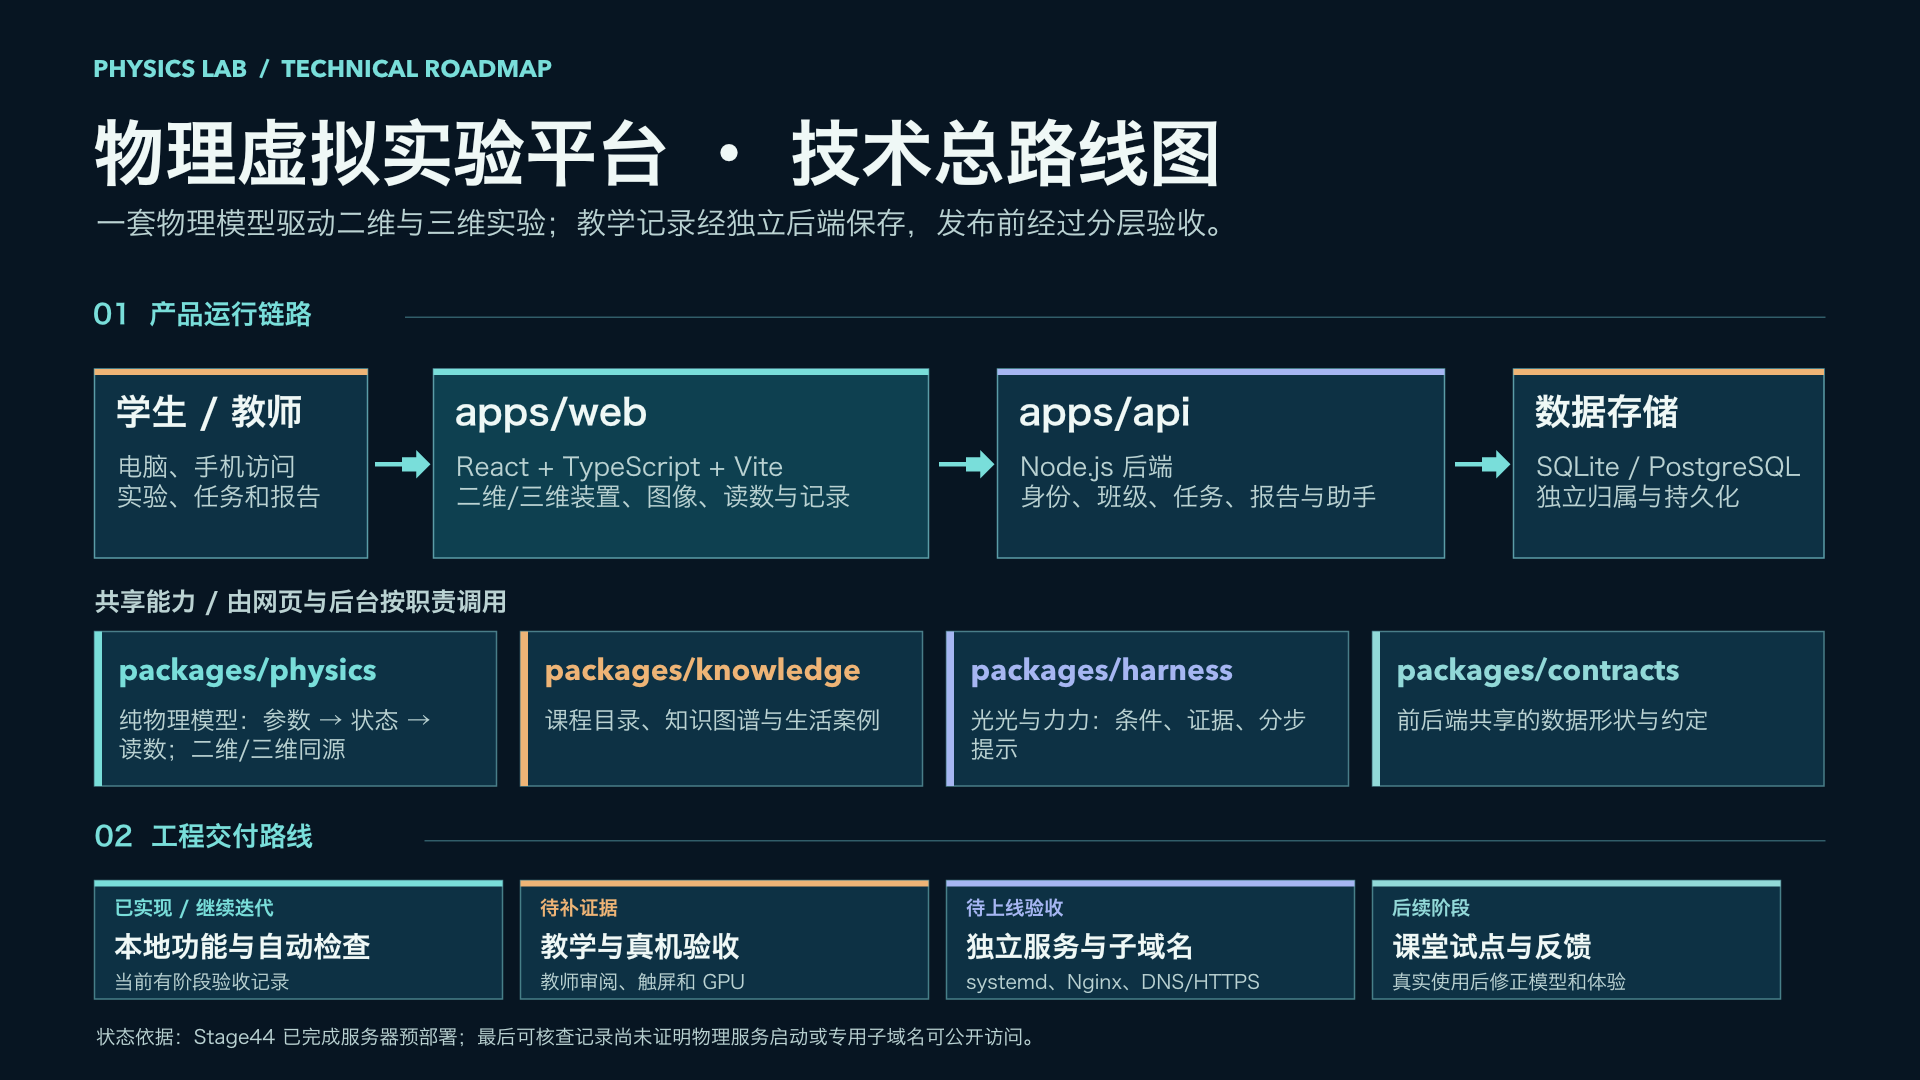 PHYSICS LAB / TECHNICAL ROADMAP
物理虚拟实验平台 · 技术总路线图
一套物理模型驱动二维与三维实验；教学记录经独立后端保存，发布前经过分层验收。
01 产品运行链路
学生 / 教师
电脑、手机访问
实验、任务和报告
apps/web
React + TypeScript + Vite
二维/三维装置、图像、读数与记录
apps/api
Node.js 后端
身份、班级、任务、报告与助手
数据存储
SQLite / PostgreSQL
独立归属与持久化
共享能力 / 由网页与后台按职责调用
packages/physics
纯物理模型：参数 → 状态 →
读数；二维/三维同源
packages/knowledge
课程目录、知识图谱与生活案例
packages/harness
光光与力力：条件、证据、分步
提示
packages/contracts
前后端共享的数据形状与约定
02 工程交付路线
已实现 / 继续迭代
本地功能与自动检查
当前有阶段验收记录
待补证据
教学与真机验收
教师审阅、触屏和 GPU
待上线验收
独立服务与子域名
systemd、Nginx、DNS/HTTPS
后续阶段
课堂试点与反馈
真实使用后修正模型和体验
状态依据：Stage44 已完成服务器预部署；最后可核查记录尚未证明物理服务启动或专用子域名可公开访问。